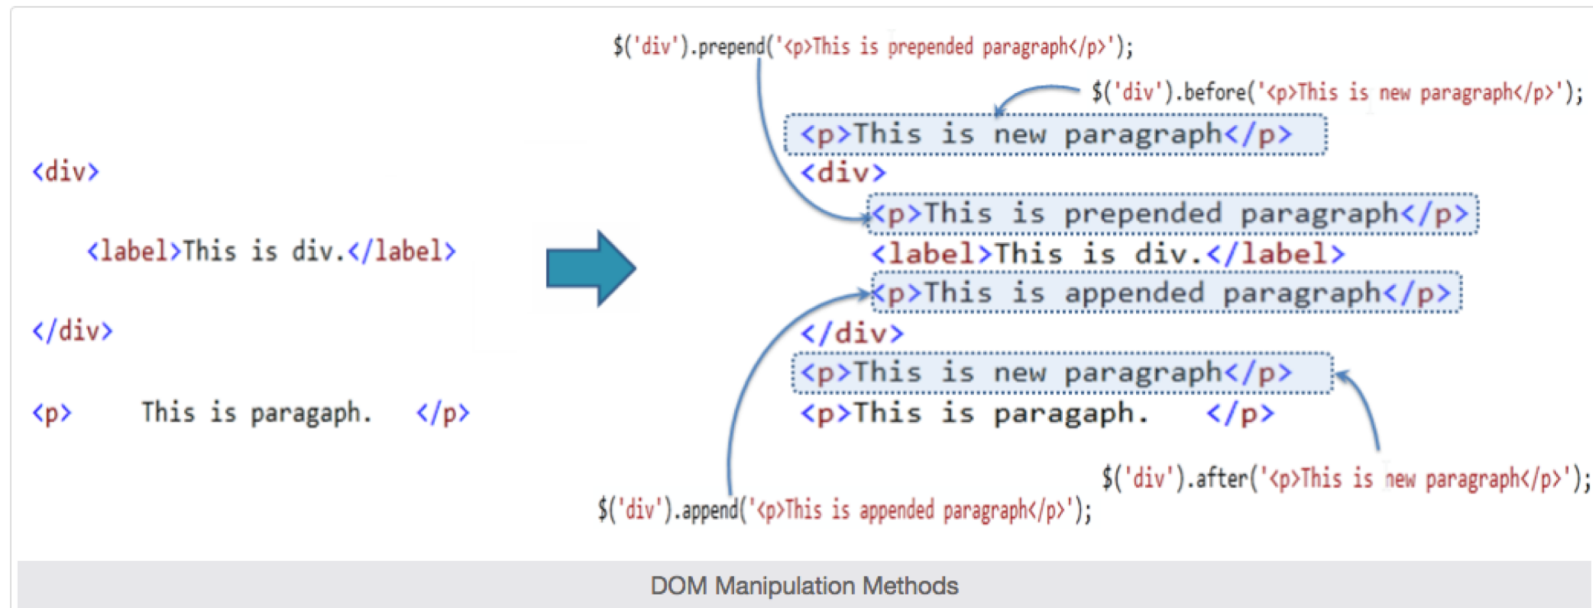 $('div').prepend('<p>This is prepended paragraph</p>');
$('div').before('<p>This is new paragraph</p>');
<p>This is new paragraph</p>
<div>
<div>
<p>This is prepended paragraph</p>
<label>This is div.</label>
<label>This is div.</label>
<p>This is appended paragraph</p>
</div>
</div>
<p>This is new paragraph</p>
<p> This is paragaph. </p>
<p>This is paragaph. </p>
$('div').after('<p>This is new paragraph</p>');
$('div').append('<p>This is appended paragraph</p>');
DOM Manipulation Methods